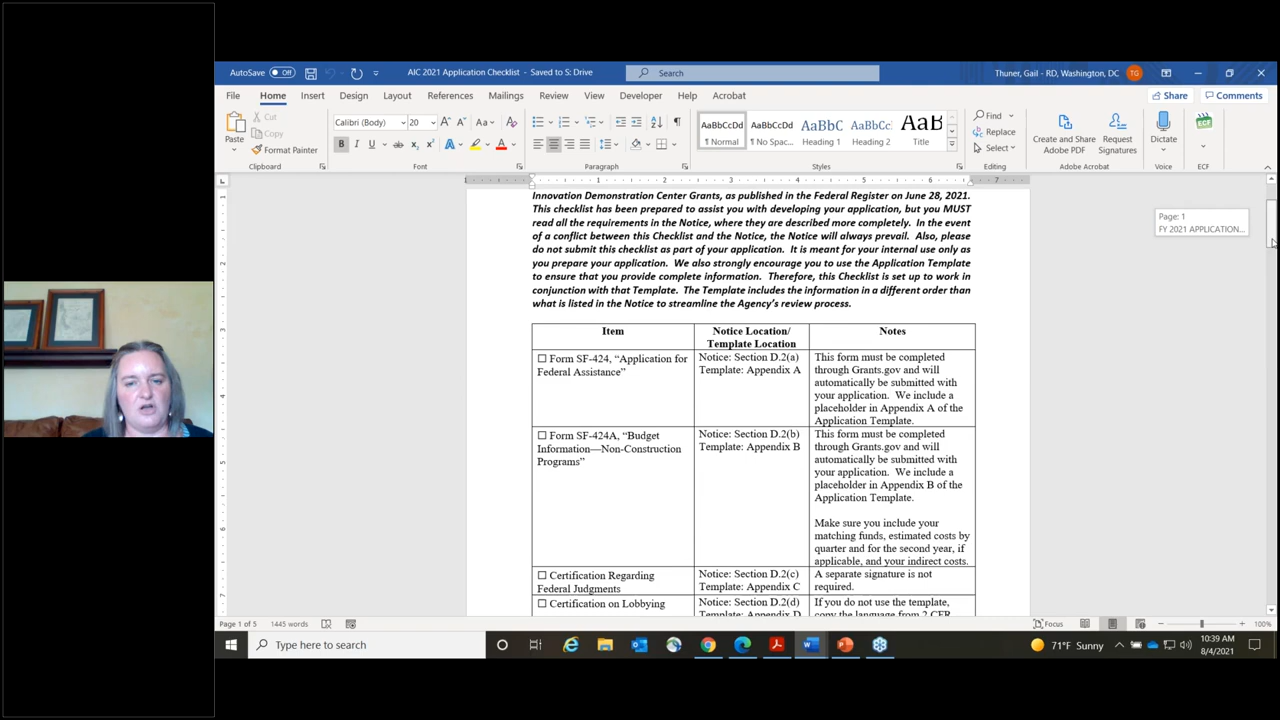 AutoSave Off AIC 2021 Application Checklist - Saved to S: Drive Search Thuner, Gail - RD, Washington, DC TG
File Home Insert Design Layout References Mailings Review View Developer Help Acrobat Share Comments
Paste Cut Copy Format Painter
Calibri (Body) 20
AaBbCcDd AaBbCcDd AaBbC AaBbCc AaB
¶ Normal ¶ No Spac... Heading 1 Heading 2 Title
Find Replace Select
Create and Share Adobe PDF Request Signatures Dictate ECF
Clipboard Font Paragraph Styles Editing Adobe Acrobat Voice ECF
1 2 3 4 5 6 7
Page: 1
FY 2021 APPLICATION...
Innovation Demonstration Center Grants, as published in the Federal Register on June 28, 2021.
This checklist has been prepared to assist you with developing your application, but you MUST
read all the requirements in the Notice, where they are described more completely. In the event
of a conflict between this Checklist and the Notice, the Notice will always prevail. Also, please
do not submit this checklist as part of your application. It is meant for your internal use only as
you prepare your application. We also strongly encourage you to use the Application Template
to ensure that you provide complete information. Therefore, this Checklist is set up to work in
conjunction with that Template. The Template includes the information in a different order than
what is listed in the Notice to streamline the Agency's review process.
Item
Notice Location/
Template Location
Notes
☐ Form SF-424, “Application for
Federal Assistance”
Notice: Section D.2(a)
Template: Appendix A
This form must be completed
through Grants.gov and will
automatically be submitted with
your application. We include a
placeholder in Appendix A of the
Application Template.
☐ Form SF-424A, “Budget
Information—Non-Construction
Programs”
Notice: Section D.2(b)
Template: Appendix B
This form must be completed
through Grants.gov and will
automatically be submitted with
your application. We include a
placeholder in Appendix B of the
Application Template.
Make sure you include your
matching funds, estimated costs by
quarter and for the second year, if
applicable, and your indirect costs.
☐ Certification Regarding
Federal Judgments
Notice: Section D.2(c)
Template: Appendix C
A separate signature is not
required.
☐ Certification on Lobbying
Notice: Section D.2(d)
Template: Appendix D
If you do not use the template,
copy the language from 2 CFR
Page 1 of 5 1445 words Focus 100%
Type here to search 71°F Sunny 10:39 AM
8/4/2021